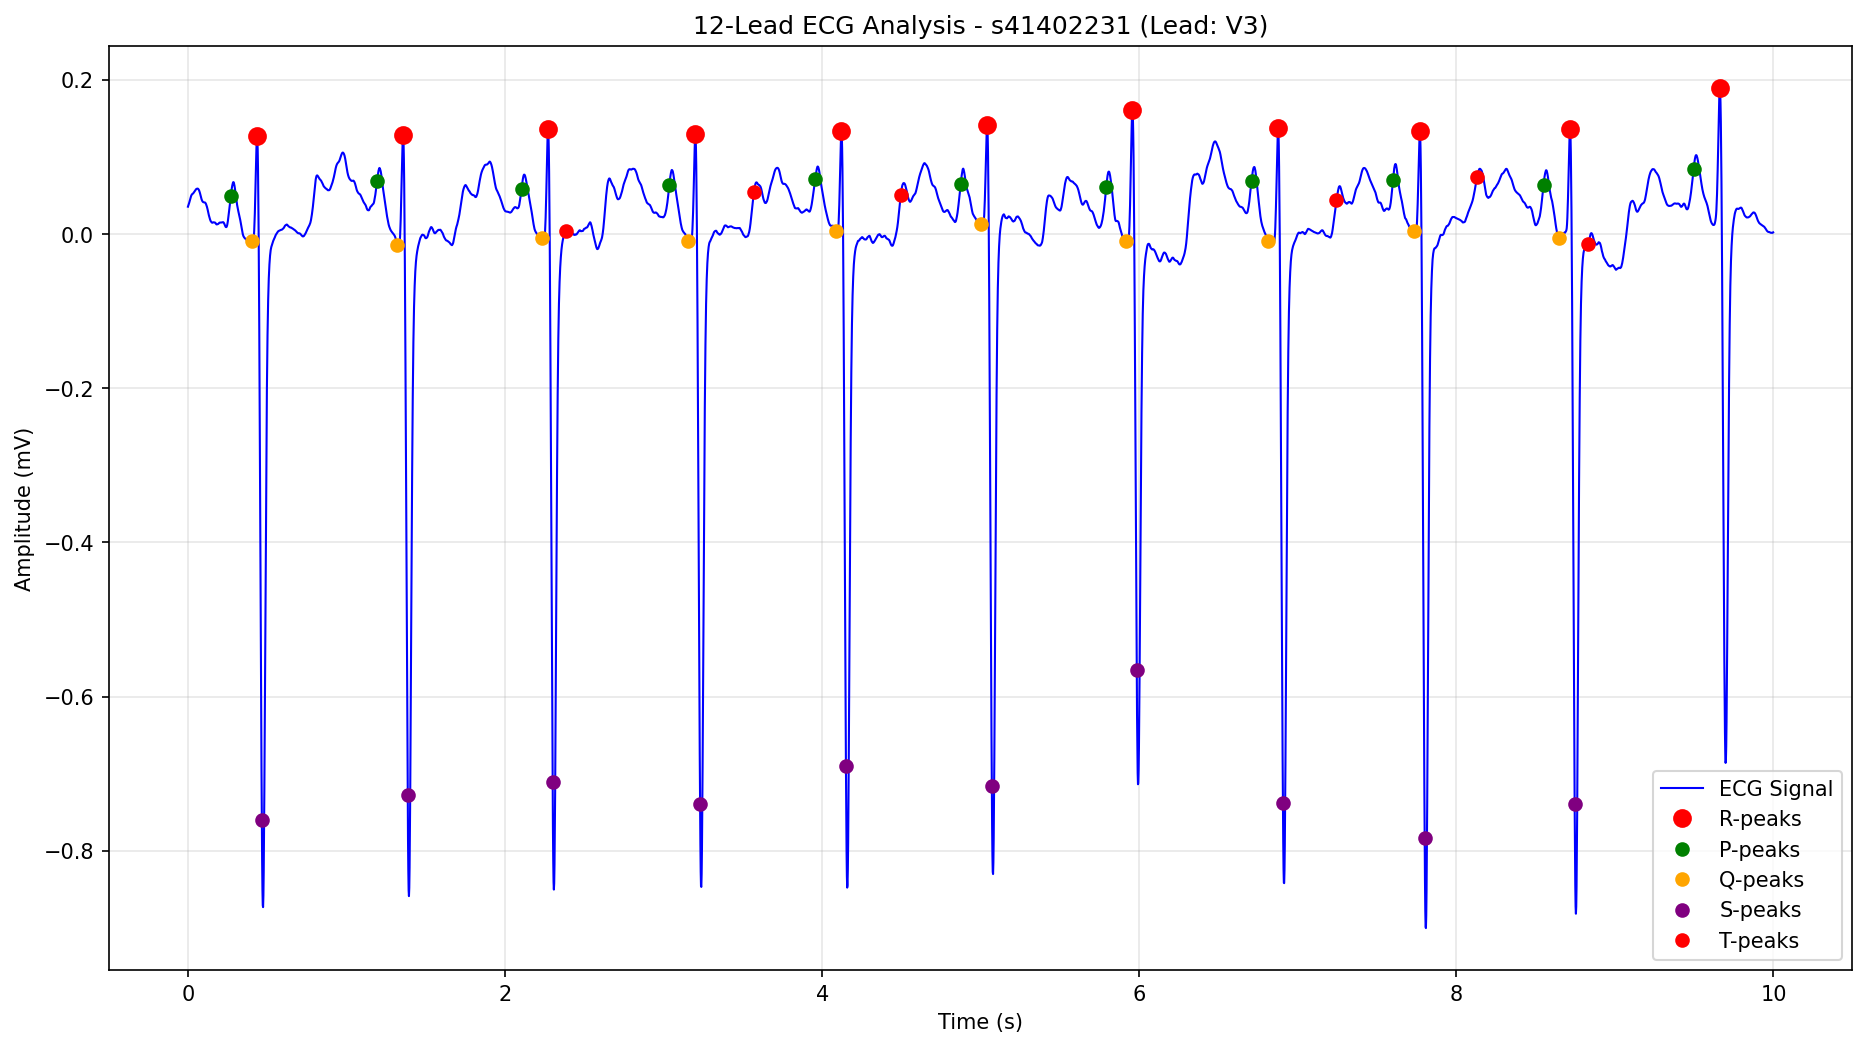 12-Lead ECG Analysis - s41402231 (Lead: V3)
Amplitude (mV)
0.2
0.0
−0.2
−0.4
−0.6
−0.8
ECG Signal
R-peaks
P-peaks
Q-peaks
S-peaks
T-peaks
0 2 4 6 8 10
Time (s)